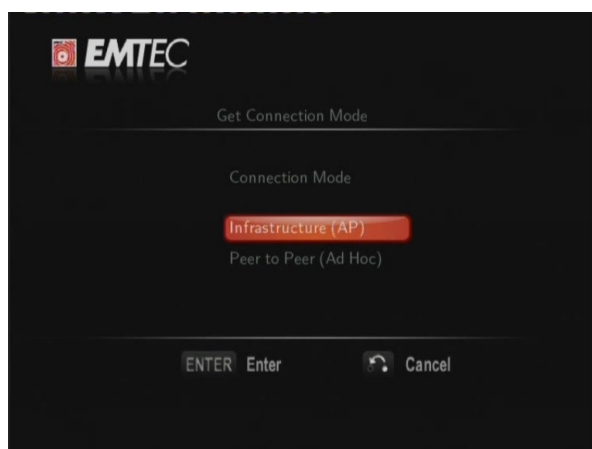 EMTEC
Get Connection Mode
Connection Mode
Infrastructure (AP)
Peer to Peer (Ad Hoc)
ENTER Enter Cancel